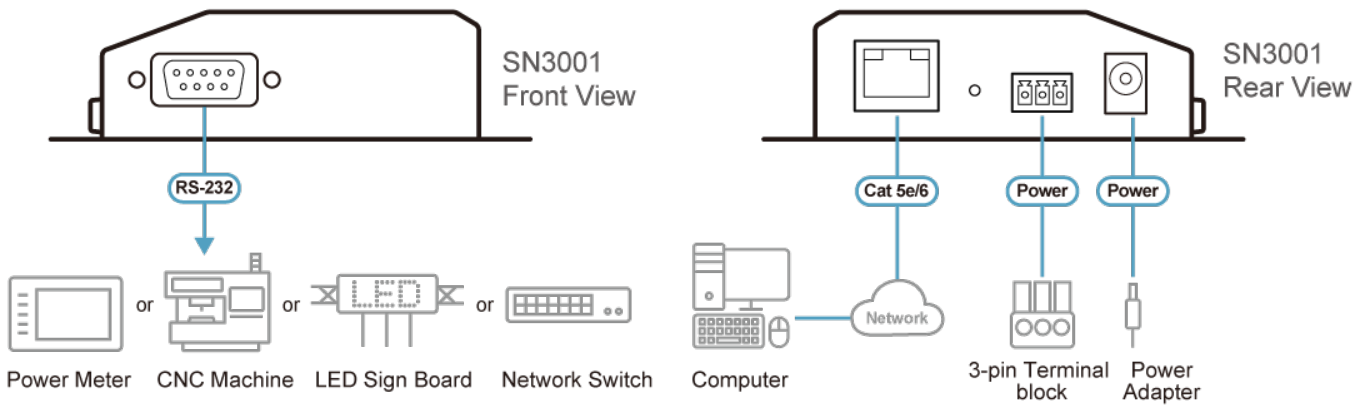 SN3001
Front View
SN3001
Rear View
RS-232
Cat 5e/6
Power
Power
or
or
LED
or
Network
Power Meter
CNC Machine
LED Sign Board
Network Switch
Computer
3-pin Terminal
block
Power
Adapter